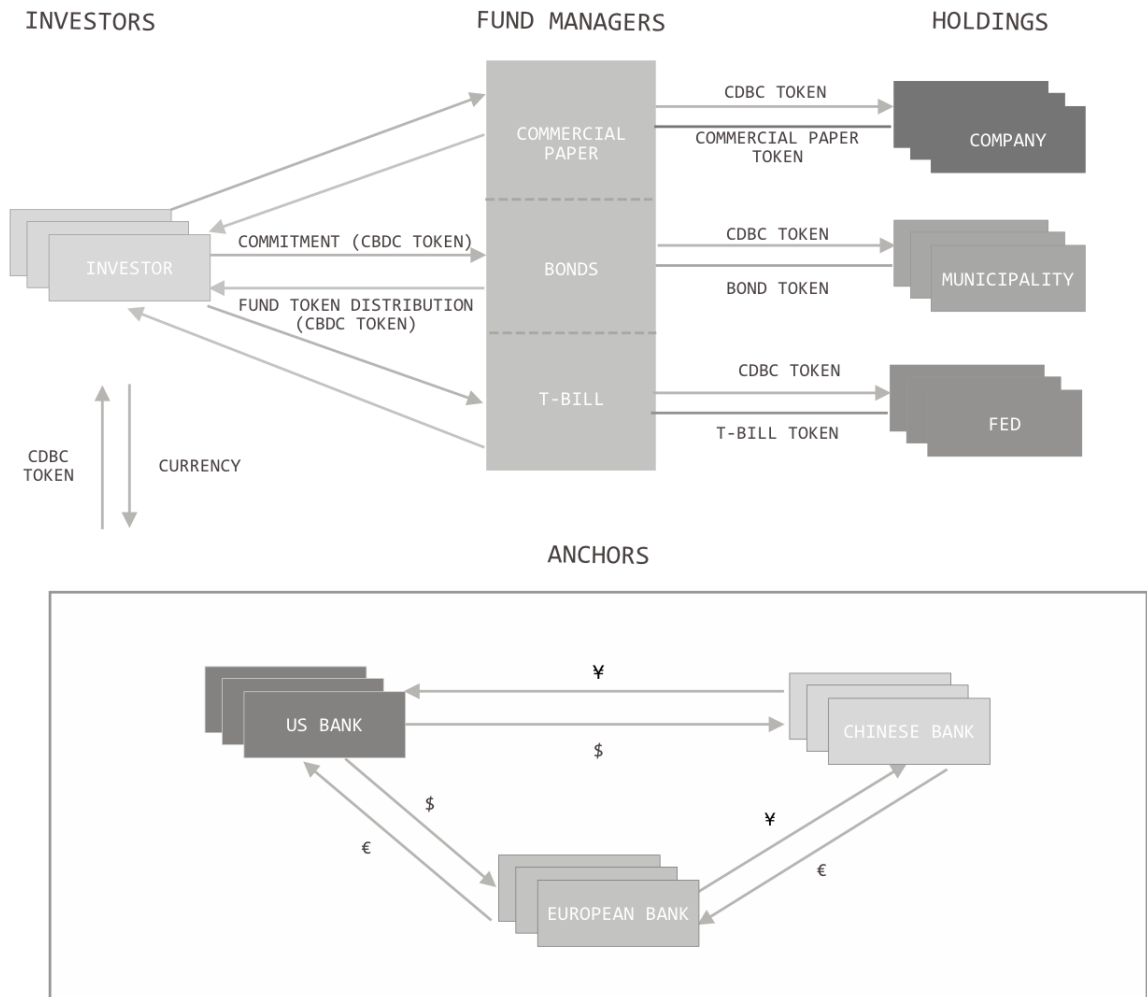 INVESTORS
FUND MANAGERS
HOLDINGS
CDBC TOKEN
COMMERCIAL
PAPER
COMMERCIAL PAPER
TOKEN
COMPANY
INVESTOR
COMMITMENT (CBDC TOKEN)
BONDS
CDBC TOKEN
BOND TOKEN
MUNICIPALITY
FUND TOKEN DISTRIBUTION
(CBDC TOKEN)
T-BILL
CDBC TOKEN
T-BILL TOKEN
FED
CDBC
TOKEN
CURRENCY
ANCHORS
¥
US BANK
CHINESE BANK
$
$
€
¥
€
EUROPEAN BANK